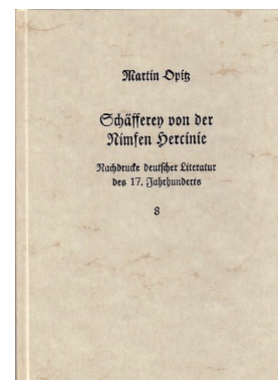 Martin Opitz
Schäfferey von der
Nimfen Hercinie
Nachdrucke deutscher Literatur
des 17. Jahrhunderts
8